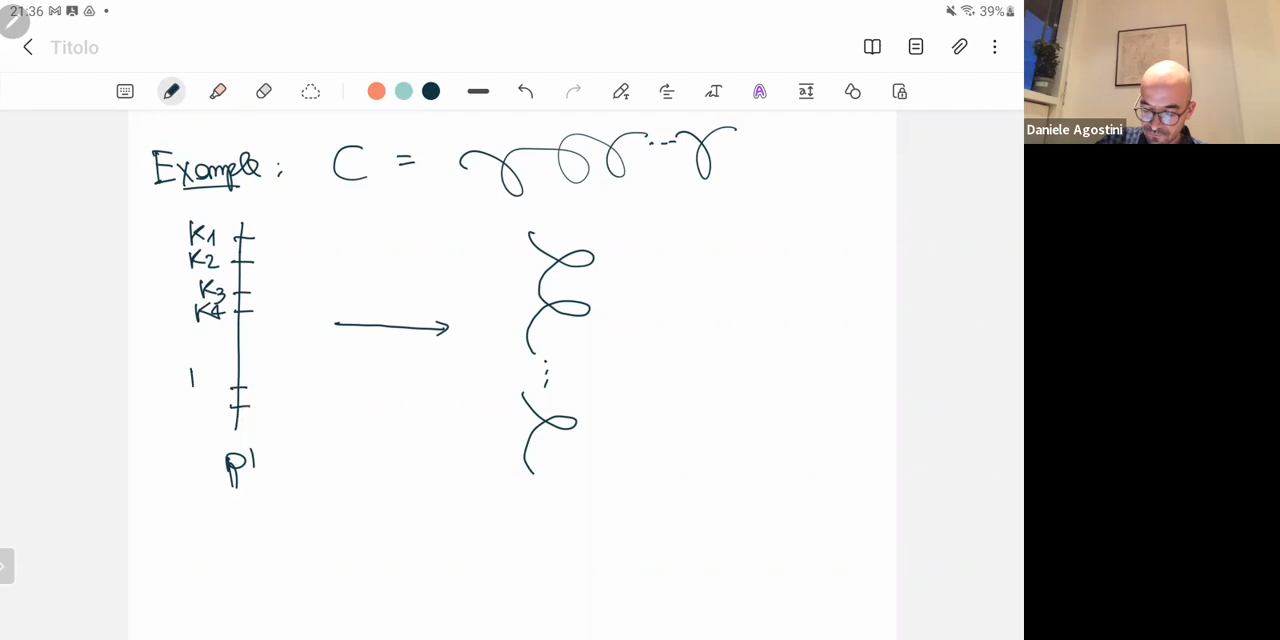 21:36
39%
Titolo
Daniele Agostini
Example : C =
K1
K2
K3
K4
P1